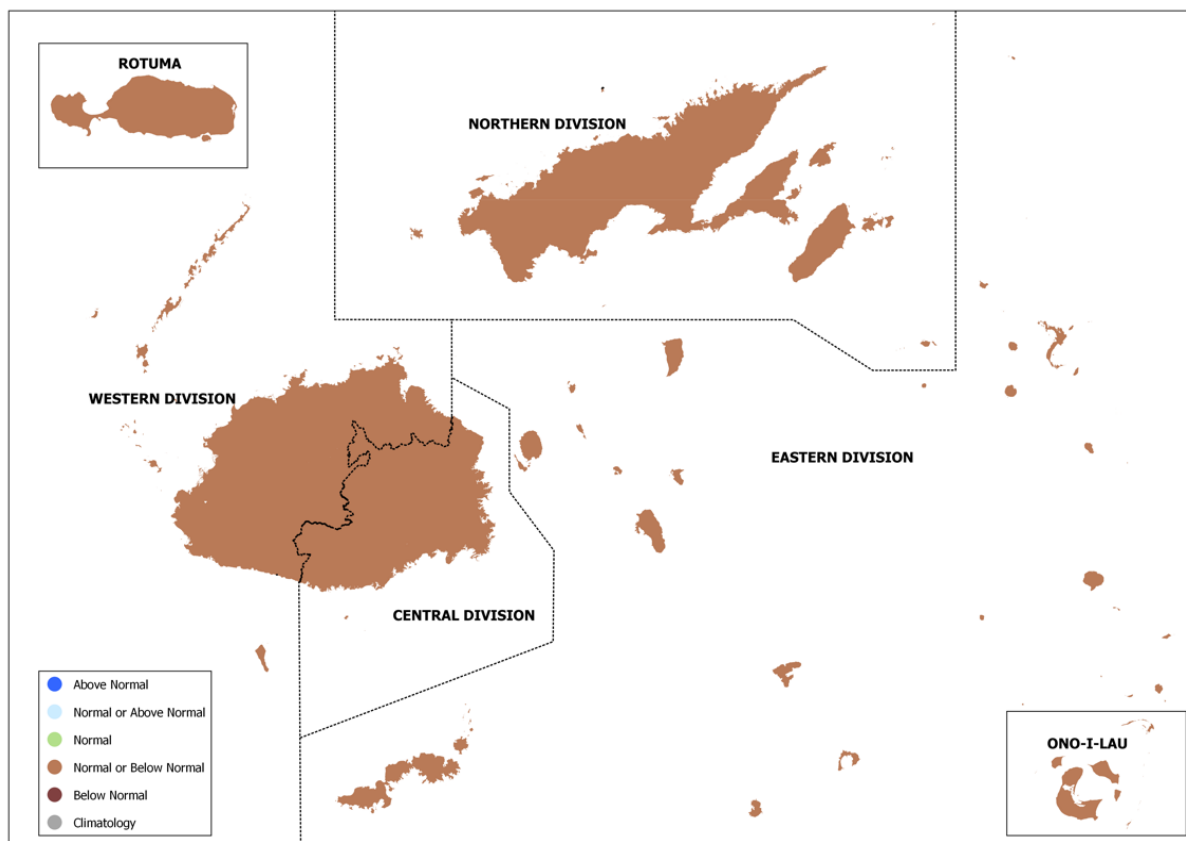 ROTUMA
NORTHERN DIVISION
WESTERN DIVISION
EASTERN DIVISION
CENTRAL DIVISION
Above Normal
Normal or Above Normal
Normal
Normal or Below Normal
Below Normal
Climatology
ONO-I-LAU